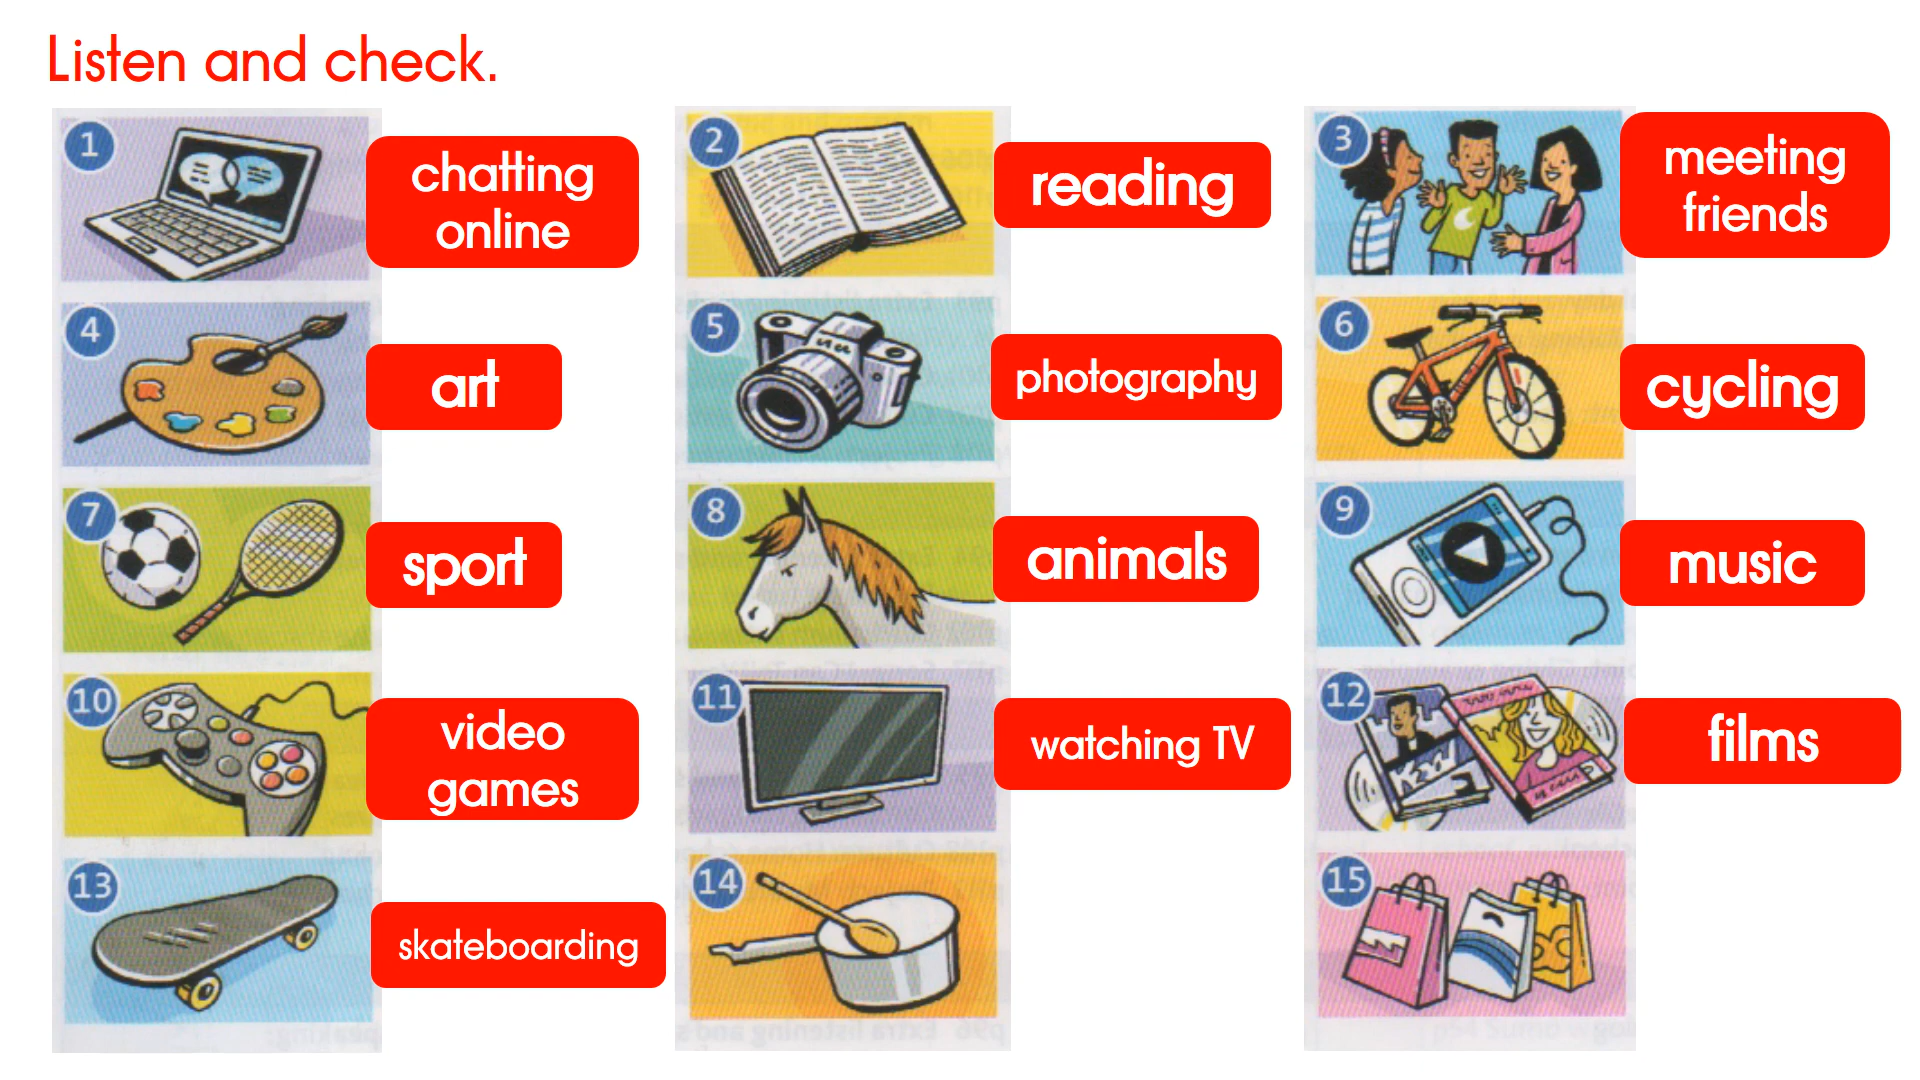 Listen and check.
1
chatting
online
2
reading
3
meeting
friends
4
art
5
photography
6
cycling
7
sport
8
animals
9
music
10
video
games
11
watching TV
12
films
13
skateboarding
14
15